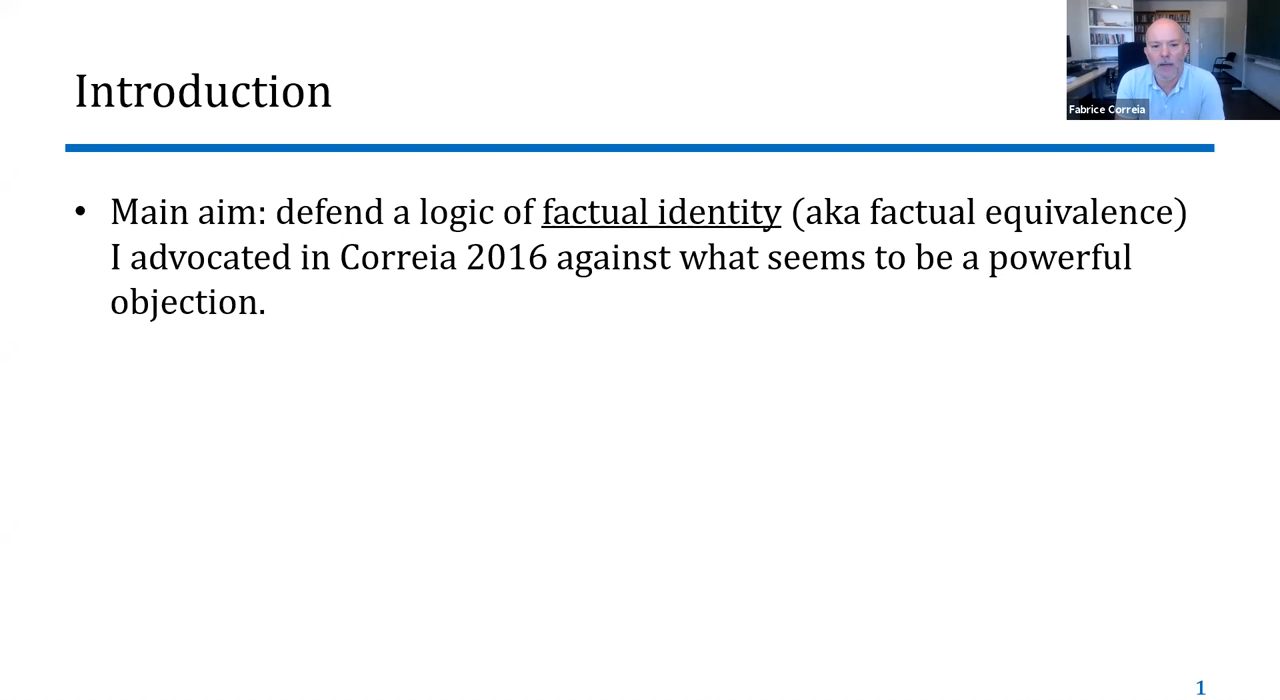 Introduction
Fabrice Correia
• Main aim: defend a logic of factual identity (aka factual equivalence)
I advocated in Correia 2016 against what seems to be a powerful
objection.
1